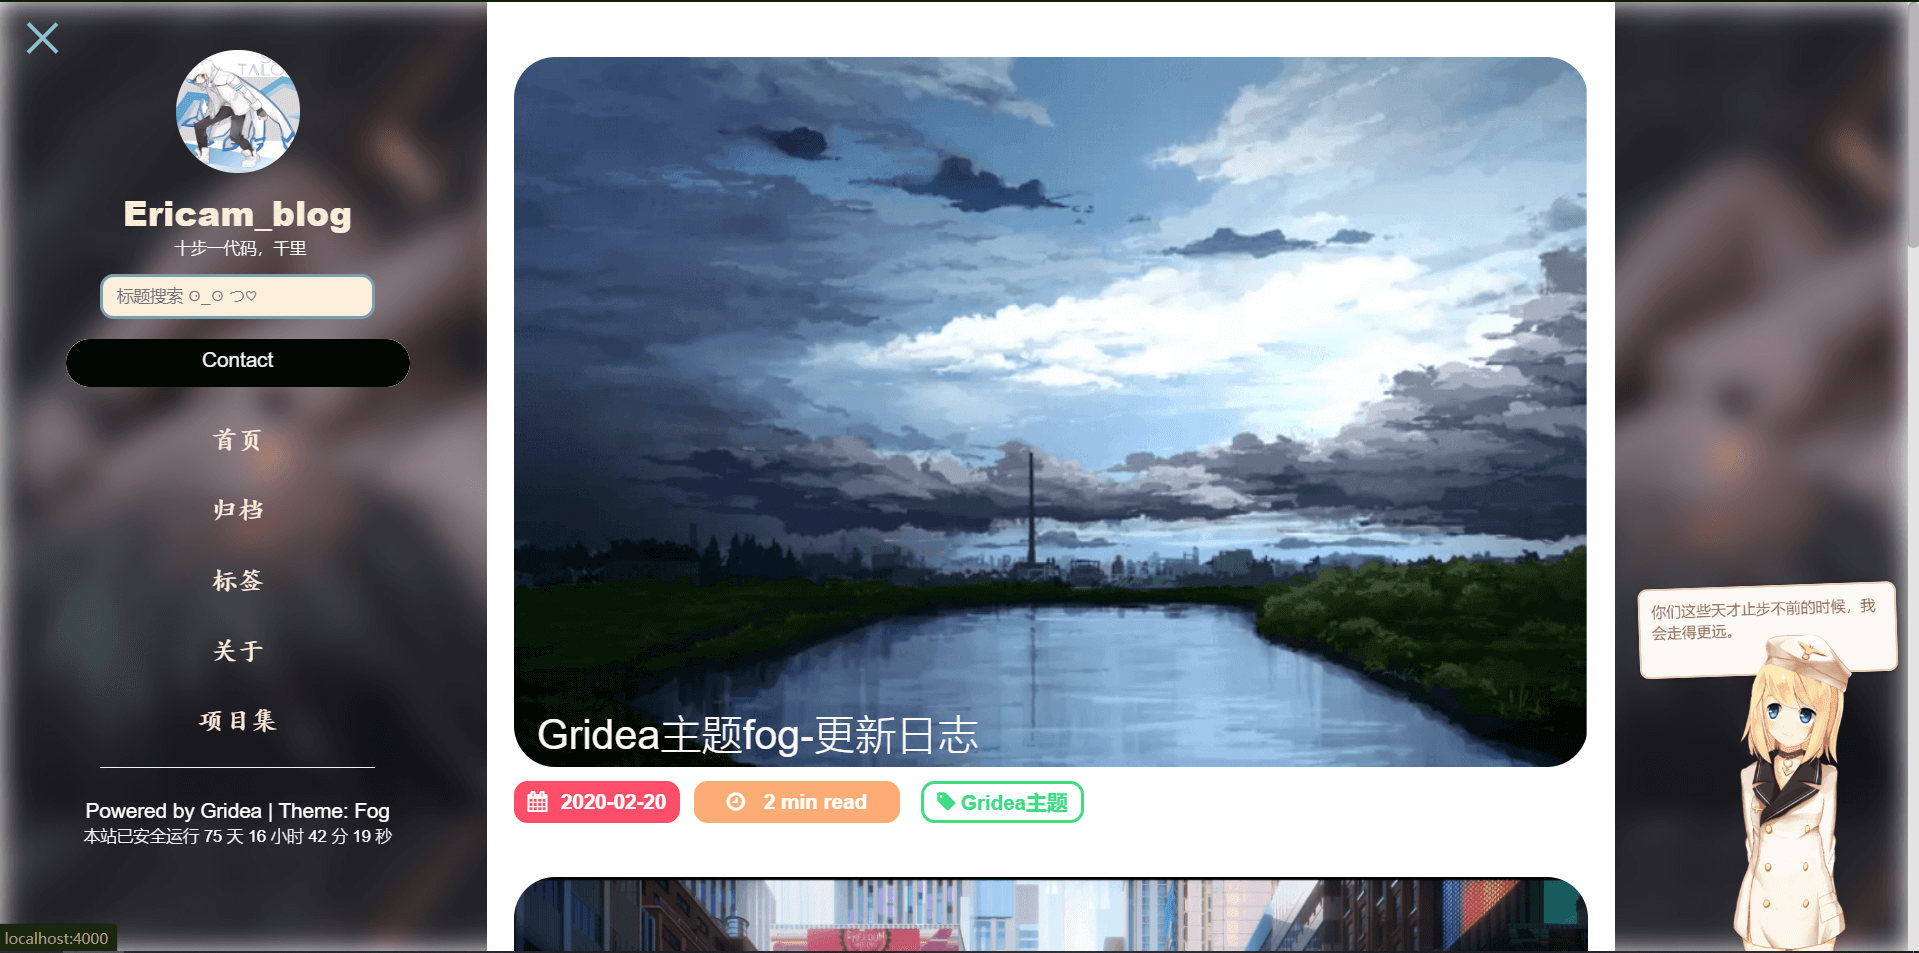 TALC
Ericam_blog
十步一代码，千里
标题搜索 ʘ_ʘ つ♡
Contact
首页
归档
标签
关于
项目集
Powered by Gridea | Theme: Fog
本站已安全运行 75 天 16 小时 42 分 19 秒
localhost:4000
Gridea主题fog-更新日志
2020-02-20
2 min read
Gridea主题
你们这些天才止步不前的时候，我
会走得更远。